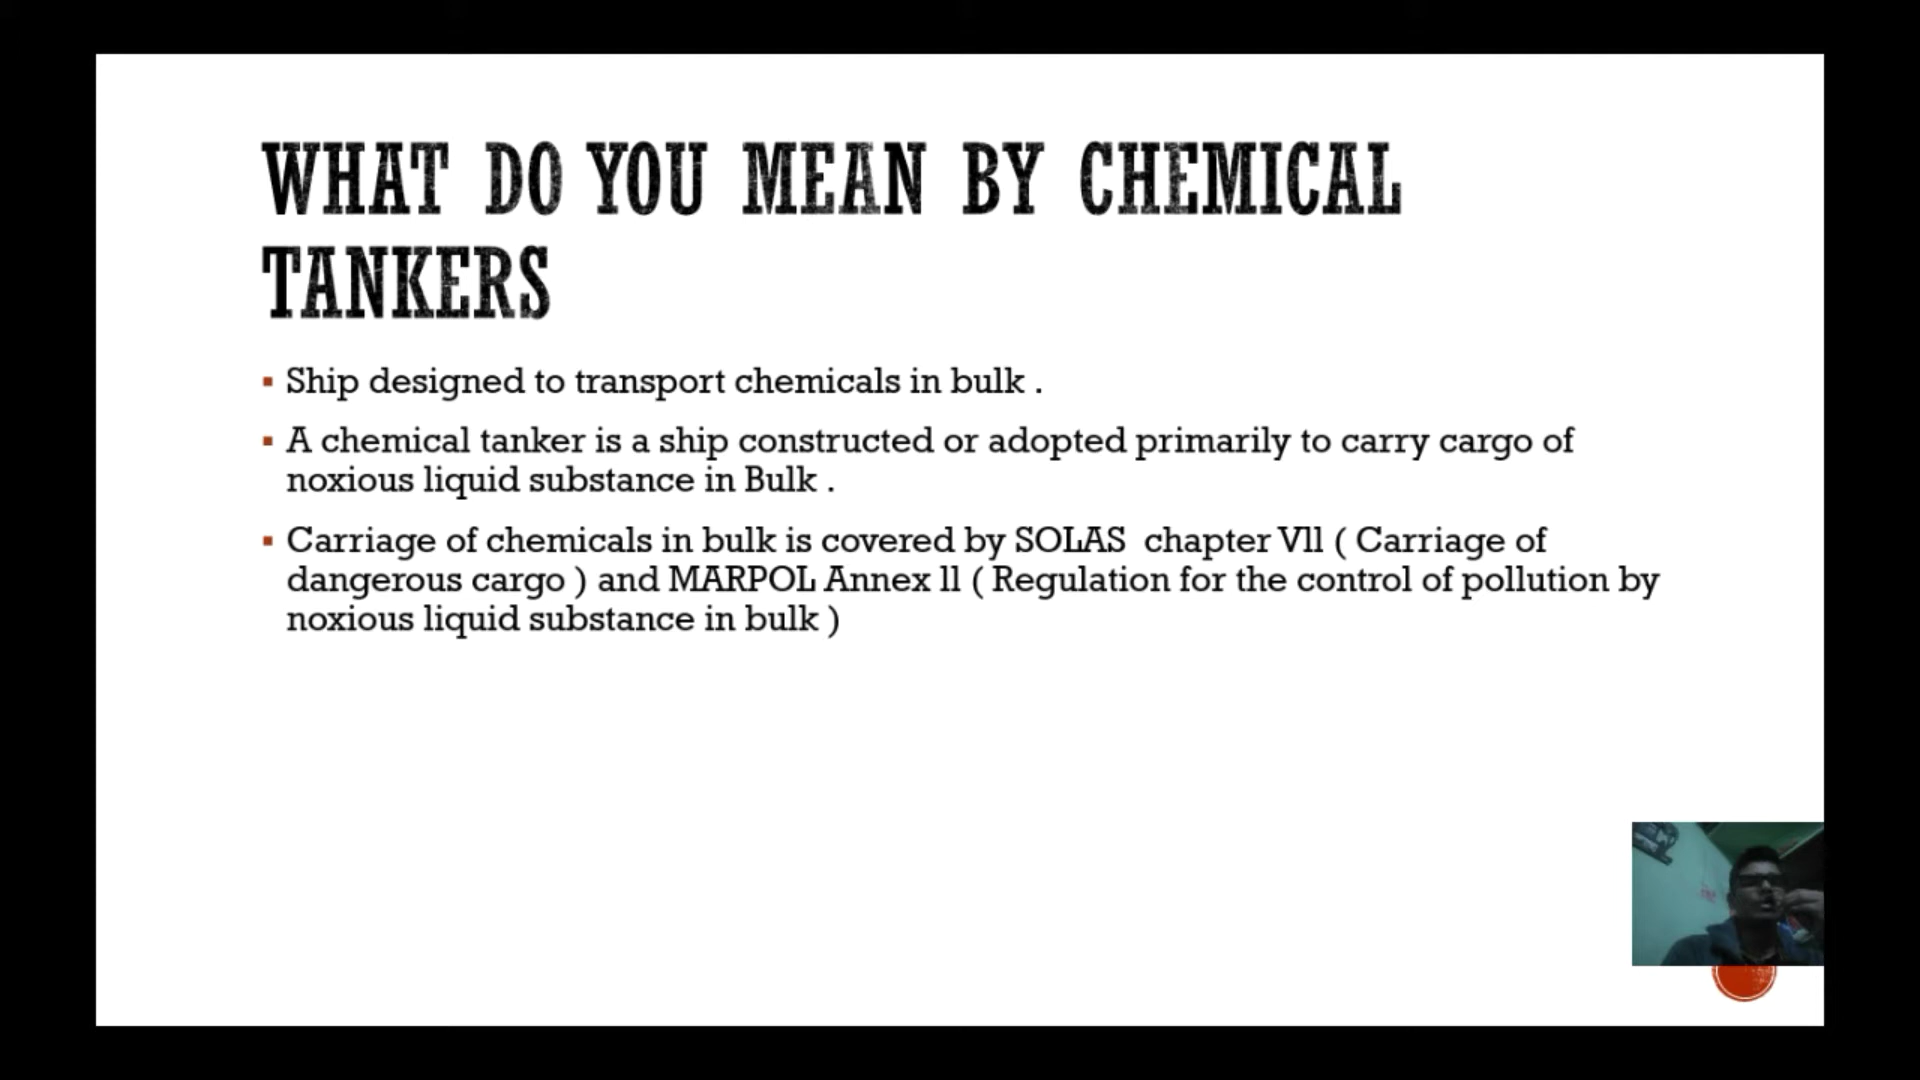 WHAT DO YOU MEAN BY CHEMICAL
TANKERS
Ship designed to transport chemicals in bulk .
A chemical tanker is a ship constructed or adopted primarily to carry cargo of
noxious liquid substance in Bulk .
Carriage of chemicals in bulk is covered by SOLAS chapter Vll ( Carriage of
dangerous cargo ) and MARPOL Annex ll ( Regulation for the control of pollution by
noxious liquid substance in bulk )